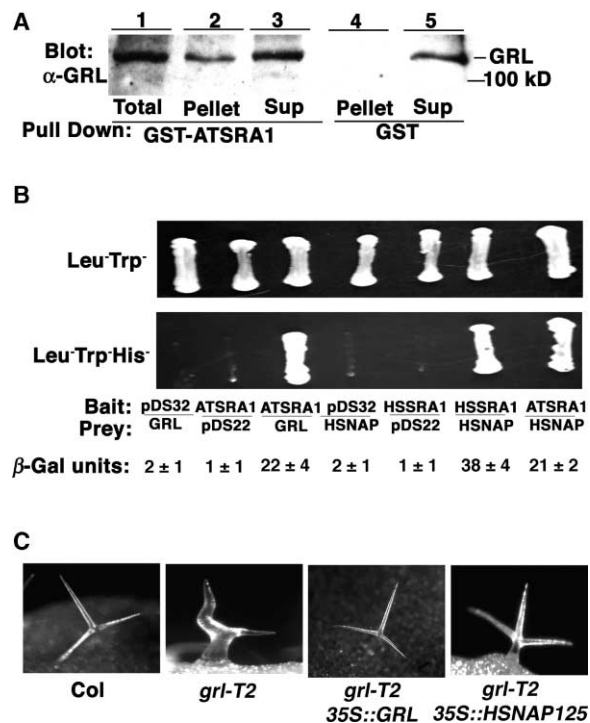 A
1 2 3 4 5
Blot:
α-GRL
GRL
100 kD
Total Pellet Sup Pellet Sup
Pull Down: GST-ATSRA1 GST
B
Leu-Trp-
Leu-Trp-His-
Bait: pDS32 ATSRA1 ATSRA1 pDS32 HSSRA1 HSSRA1 ATSRA1
Prey: GRL pDS22 GRL HSNAP pDS22 HSNAP HSNAP
β-Gal units: 2 ± 1 1 ± 1 22 ± 4 2 ± 1 1 ± 1 38 ± 4 21 ± 2
C
Col grl-T2 grl-T2 grl-T2
35S::GRL 35S::HSNAP125